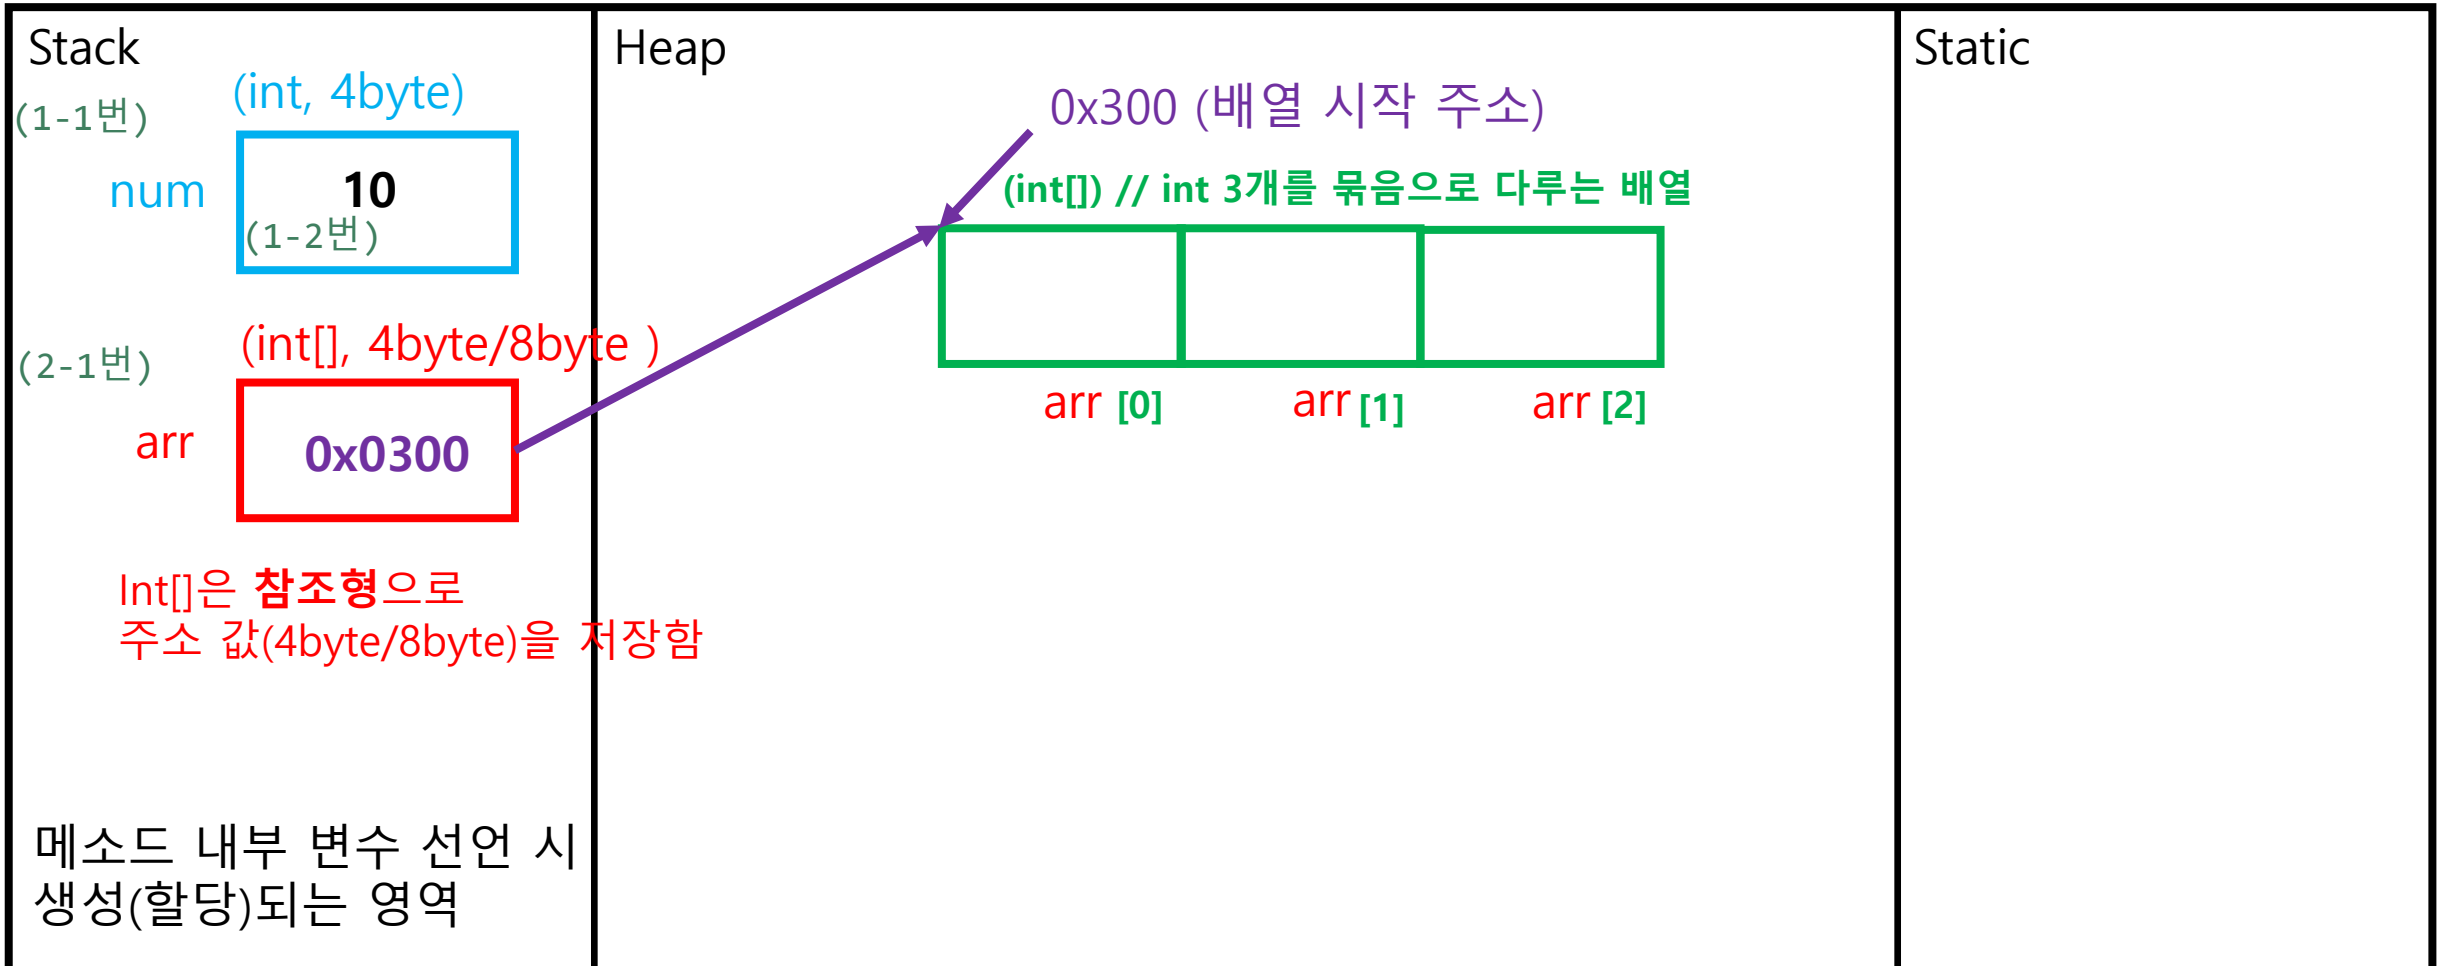 Stack
(int, 4byte)
(1-1번)
num
10
(1-2번)
(int[], 4byte/8byte )
(2-1번)
arr
0x0300
Int[]은 참조형으로
주소 값(4byte/8byte)을 저장함
메소드 내부 변수 선언 시
생성(할당)되는 영역
Heap
0x300 (배열 시작 주소)
(int[]) // int 3개를 묶음으로 다루는 배열
arr [0]
arr [1]
arr [2]
Static